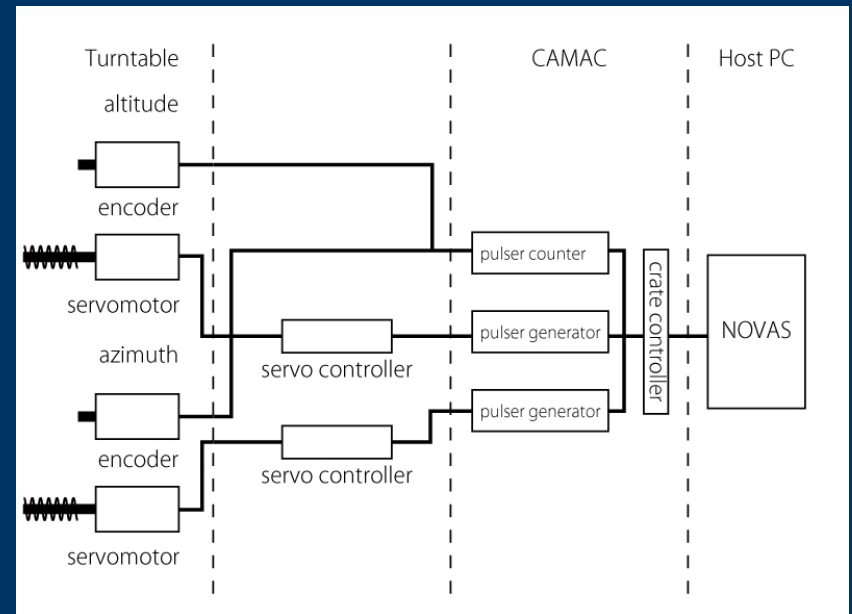 Turntable
CAMAC
Host PC
altitude
encoder
pulser counter
servomotor
servo controller
pulser generator
crate controller
NOVAS
azimuth
encoder
servo controller
pulser generator
servomotor